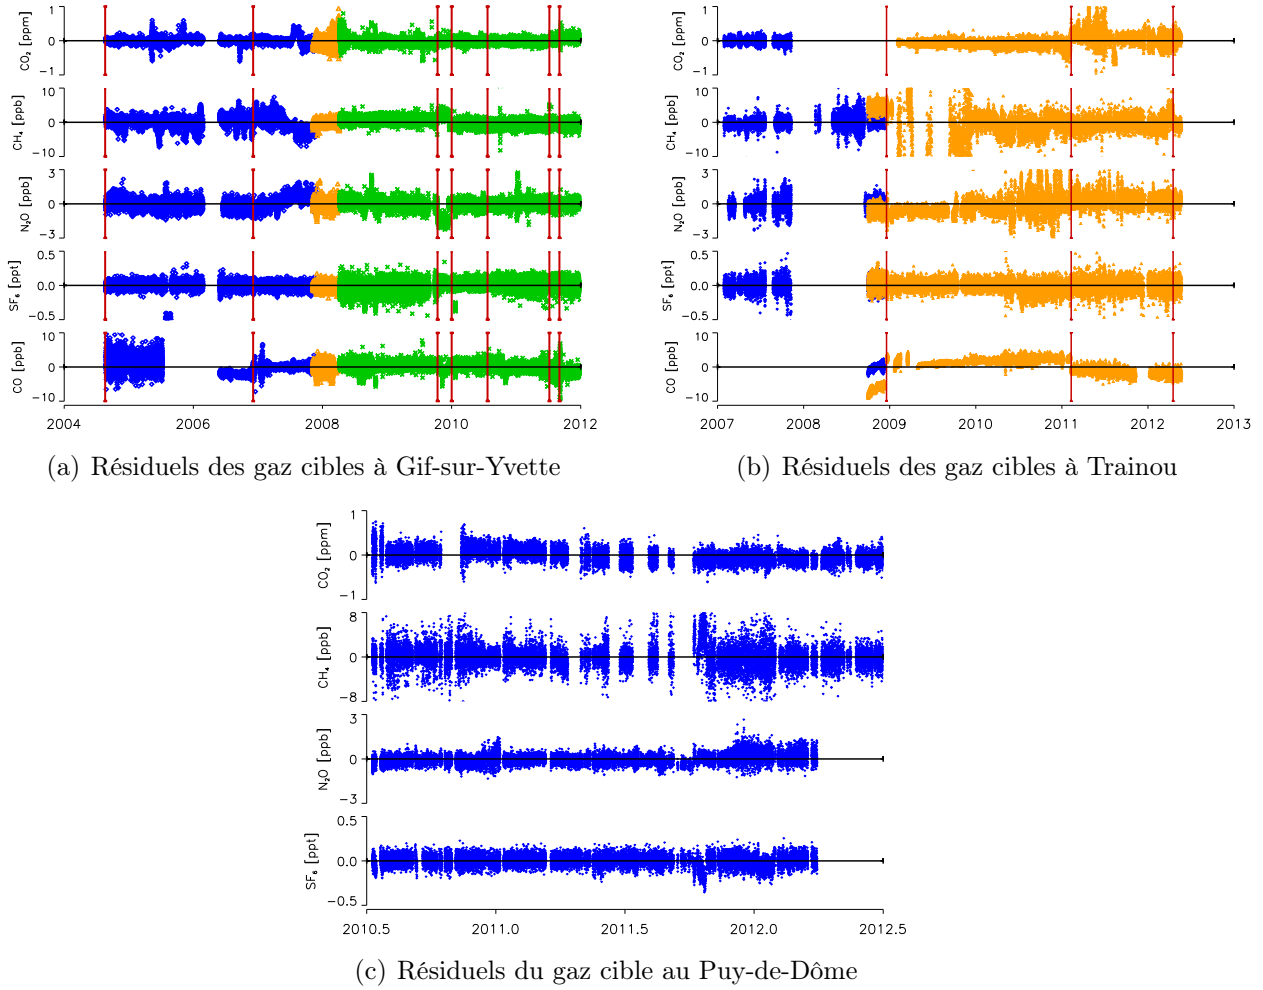 1
0
−1
CO₂ [ppm]
10
0
−10
CH₄ [ppb]
3
0
−3
N₂O [ppb]
0.5
0.0
−0.5
SF₆ [ppt]
10
0
−10
CO [ppb]
2004 2006 2008 2010 2012
(a) Résiduels des gaz cibles à Gif-sur-Yvette
1
0
−1
CO₂ [ppm]
10
0
−10
CH₄ [ppb]
3
0
−3
N₂O [ppb]
0.5
0.0
−0.5
SF₆ [ppt]
10
0
−10
CO [ppb]
2007 2008 2009 2010 2011 2012 2013
(b) Résiduels des gaz cibles à Trainou
1
0
−1
CO₂ [ppm]
8
0
−8
CH₄ [ppb]
3
0
−3
N₂O [ppb]
0.5
0.0
−0.5
SF₆ [ppt]
2010.5 2011.0 2011.5 2012.0 2012.5
(c) Résiduels du gaz cible au Puy-de-Dôme